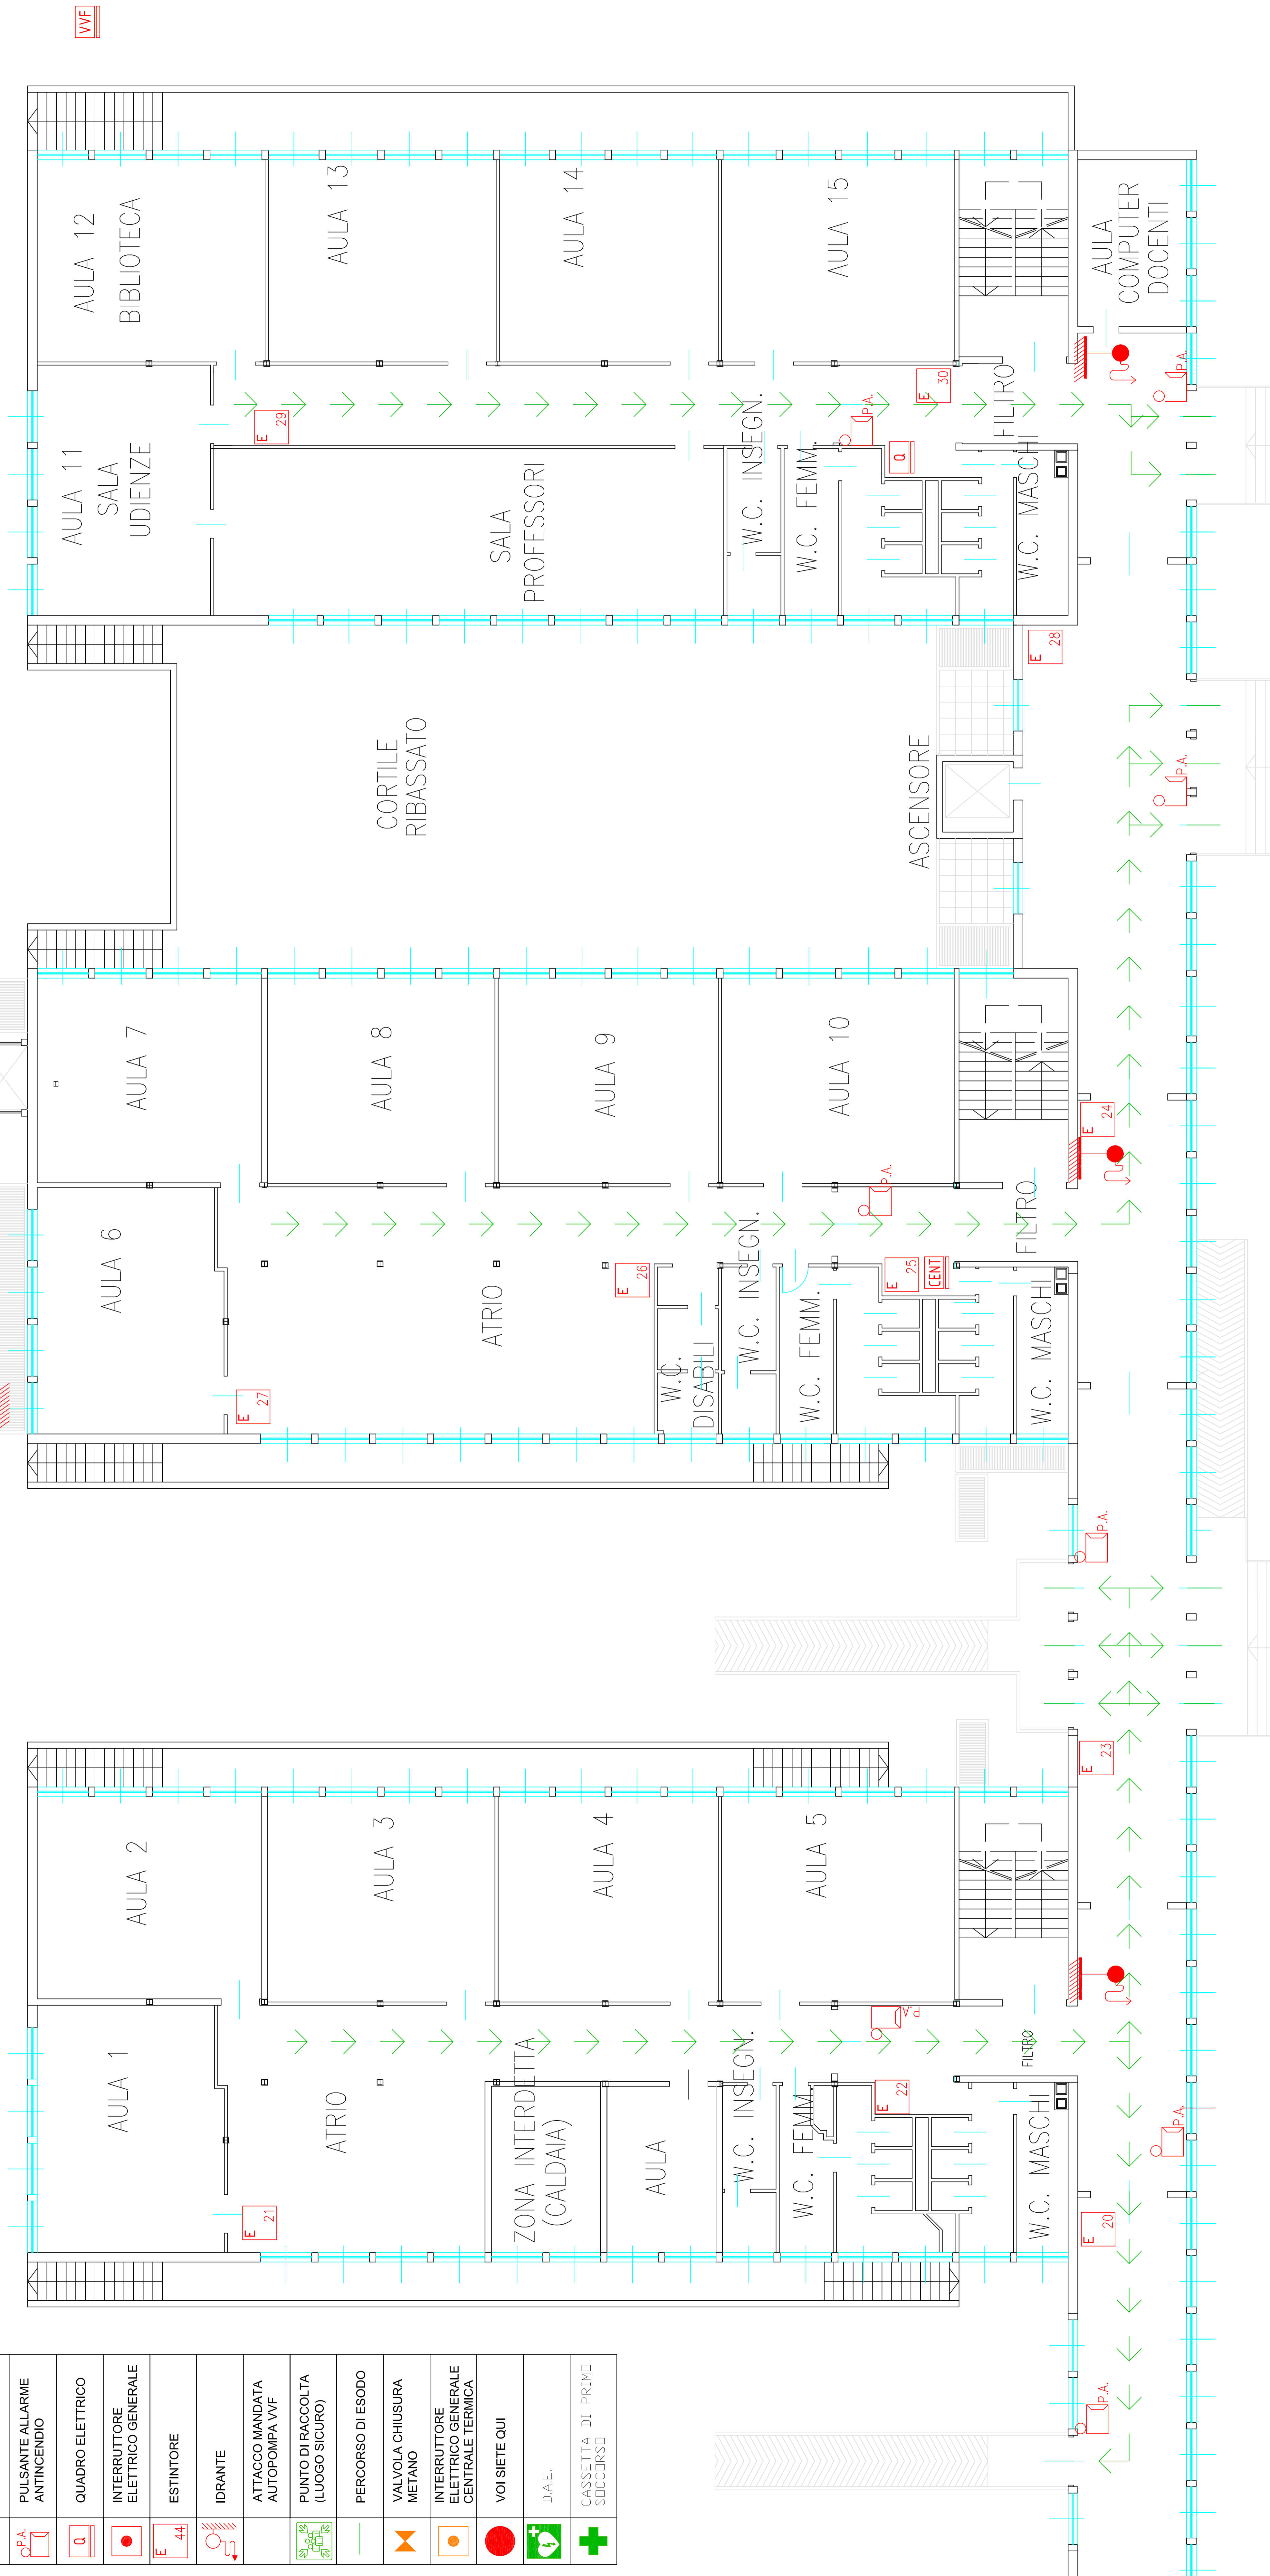 VVF
AULA 12
BIBLIOTECA
AULA 13
AULA 14
AULA 15
AULA
COMPUTER
DOCENTI
AULA 11
SALA
UDIENZE
E 29
SALA
PROFESSORI
W.C. INSEGN.
W.C. FEMM.
P.A.
Q
E 30
FILTRO
W.C. MASCHI
P.A.
E 28
CORTILE
RIBASSATO
ASCENSORE
P.A.
AULA 7
H
AULA 8
AULA 9
AULA 10
E 24
AULA 6
E 27
ATRIO
E 26
W.C.
DISABILI
W.C. INSEGN.
W.C. FEMM.
P.A.
E 25
CENT
FILTRO
W.C. MASCHI
P.A.
E 23
AULA 2
AULA 3
AULA 4
AULA 5
AULA 1
E 21
ATRIO
ZONA INTERDETTA
(CALDAIA)
AULA
W.C. INSEGN.
W.C. FEMM.
P.A.
E 22
FILTRO
W.C. MASCHI
E 20
P.A.
P.A.
P.A.
PULSANTE ALLARME
ANTINCENDIO
Q
QUADRO ELETTRICO
INTERRUTTORE
ELETTRICO GENERALE
E 44
ESTINTORE
IDRANTE
ATTACCO MANDATA
AUTOPOMPA VVF
PUNTO DI RACCOLTA
(LUOGO SICURO)
PERCORSO DI ESODO
VALVOLA CHIUSURA
METANO
INTERRUTTORE
ELETTRICO GENERALE
CENTRALE TERMICA
VOI SIETE QUI
D.A.E.
CASSETTA DI PRIMO
SOCCORSO